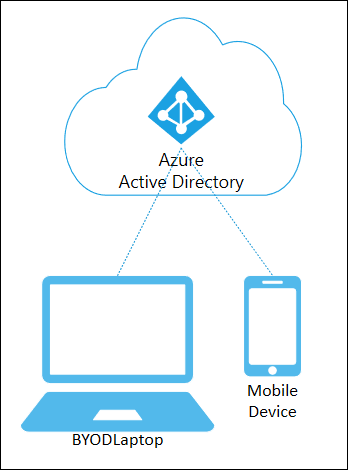 Azure
Active Directory
Mobile
Device
BYODLaptop